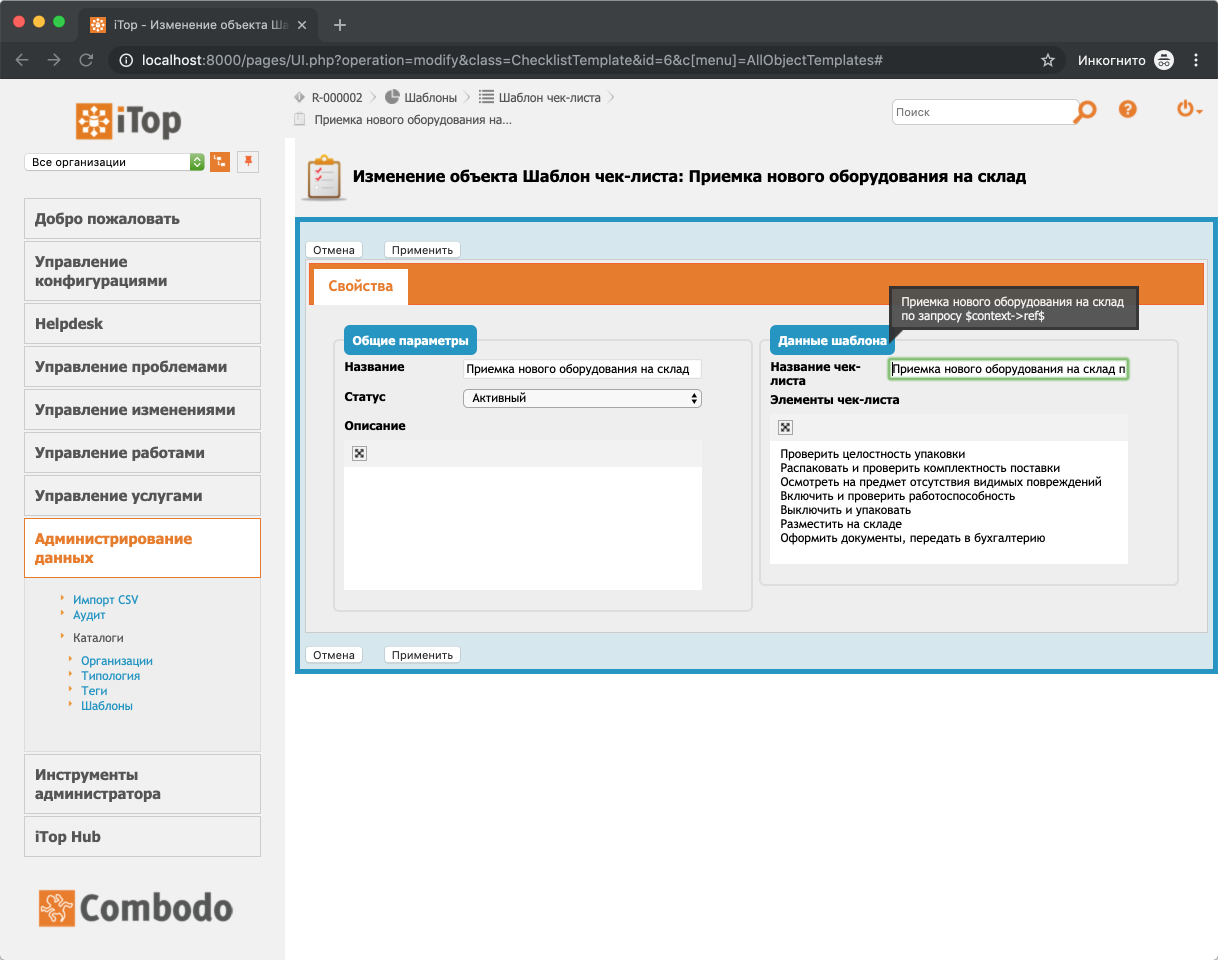 iTop - Изменение объекта Ша
localhost:8000/pages/UI.php?operation=modify&class=ChecklistTemplate&id=6&c[menu]=AllObjectTemplates#
Инкогнито
iTop
Все организации
Добро пожаловать
Управление
конфигурациями
Helpdesk
Управление проблемами
Управление изменениями
Управление работами
Управление услугами
Администрирование
данных
Импорт CSV
Аудит
Каталоги
Организации
Типология
Теги
Шаблоны
Инструменты
администратора
iTop Hub
Combodo
R-000002
Шаблоны
Шаблон чек-листа
Приемка нового оборудования на...
Поиск
Изменение объекта Шаблон чек-листа: Приемка нового оборудования на склад
Отмена
Применить
Свойства
Приемка нового оборудования на склад
по запросу $context->ref$
Общие параметры
Название
Приемка нового оборудования на склад
Статус
Активный
Описание
Данные шаблона
Название чек-
листа
Приемка нового оборудования на склад п
Элементы чек-листа
Проверить целостность упаковки
Распаковать и проверить комплектность поставки
Осмотреть на предмет отсутствия видимых повреждений
Включить и проверить работоспособность
Выключить и упаковать
Разместить на складе
Оформить документы, передать в бухгалтерию
Отмена
Применить